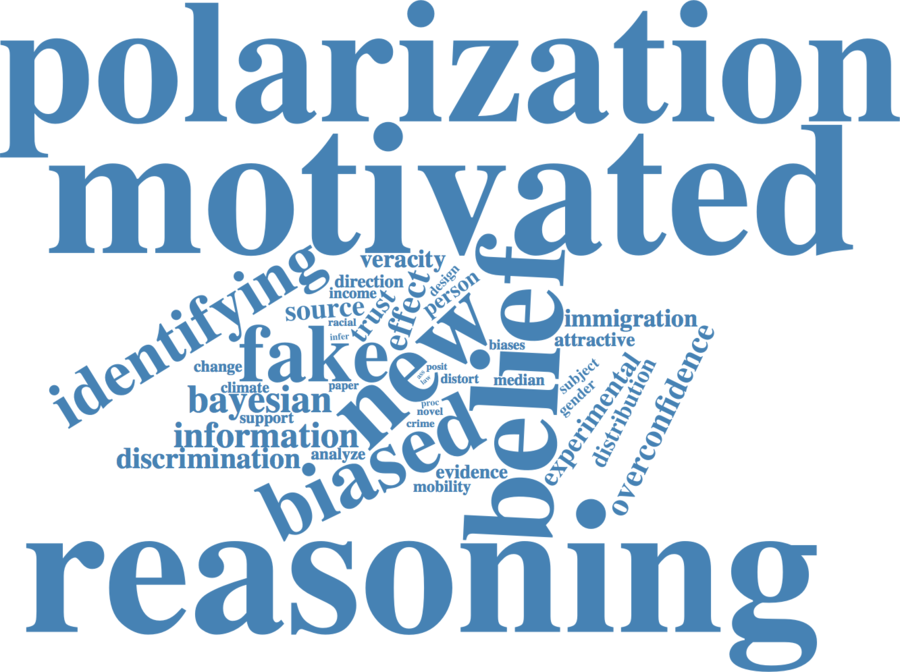 polarization
motivated
veracity
identifying
direction
design
income
person
source
trust
effect
racial
new
belief
immigration
infer
fake
biases
attractive
change
posit
climate
paper
distort
median
subject
bayesian
law
gender
experimental
distribution
overconfidence
support
proc
novel
information
crime
biased
discrimination
analyze
evidence
mobility
reasoning